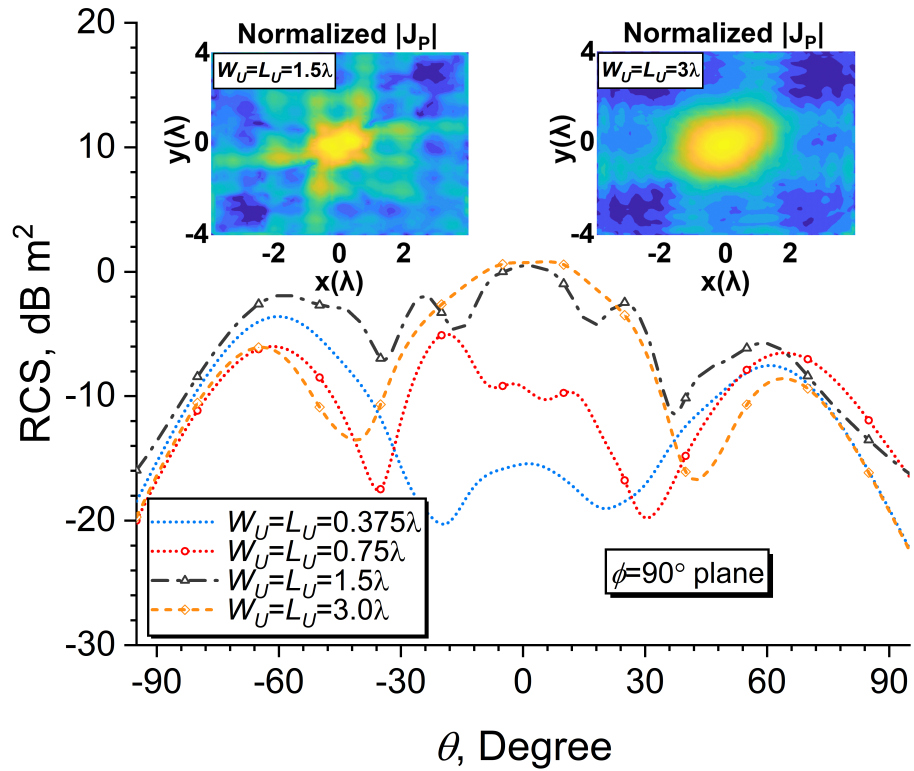 Normalized |J_P|
W_U=L_U=1.5λ
4
0
-4
y(λ)
−2 0 2
x(λ)
Normalized |J_P|
W_U=L_U=3λ
4
0
-4
y(λ)
−2 0 2
x(λ)
20
10
0
-10
-20
-30
RCS, dB m²
W_U=L_U=0.375λ
W_U=L_U=0.75λ
W_U=L_U=1.5λ
W_U=L_U=3.0λ
ϕ=90° plane
-90 -60 -30 0 30 60 90
θ, Degree